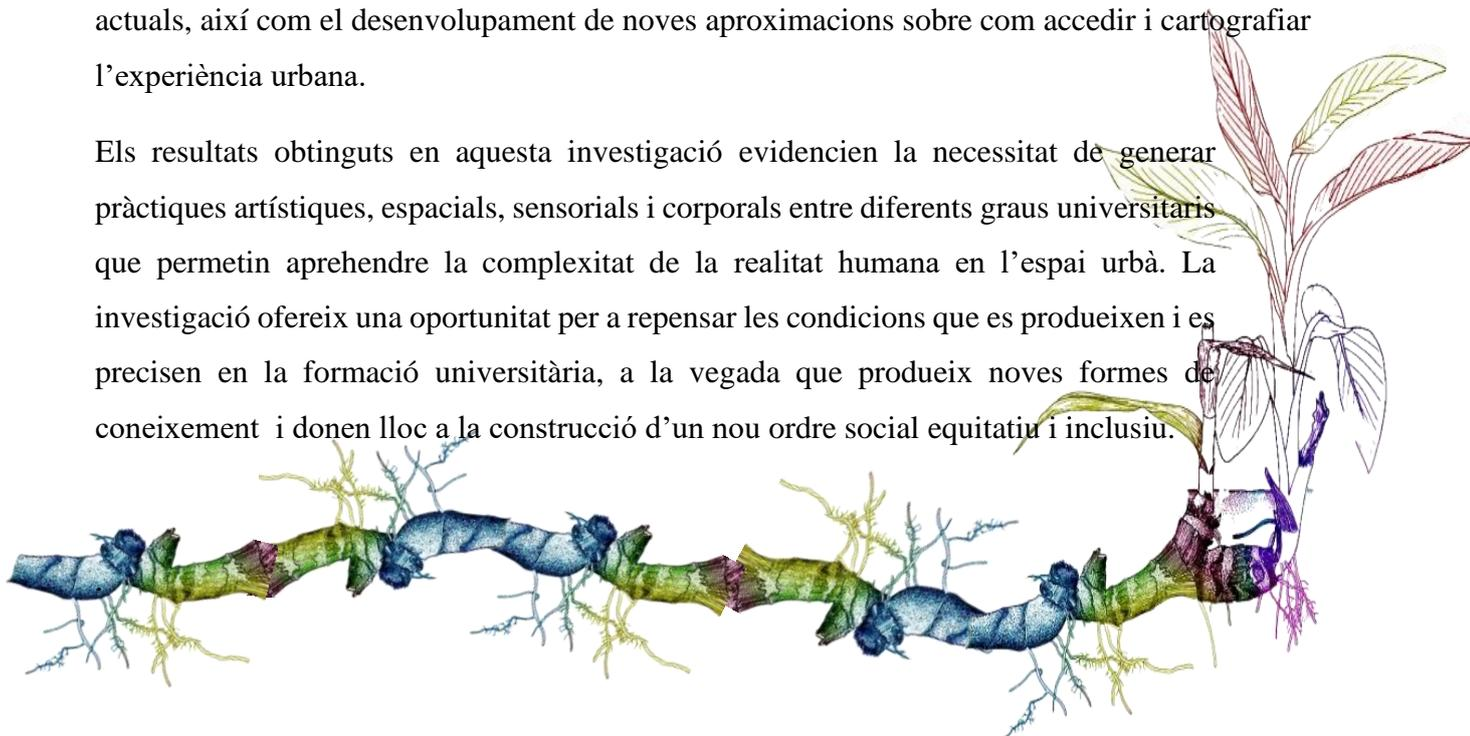 actuals, així com el desenvolupament de noves aproximacions sobre com accedir i cartografiar
l’experiència urbana.
Els resultats obtinguts en aquesta investigació evidencien la necessitat de generar
pràctiques artístiques, espacials, sensorials i corporals entre diferents graus universitaris
que permetin aprehendre la complexitat de la realitat humana en l’espai urbà. La
investigació ofereix una oportunitat per a repensar les condicions que es produeixen i es
precisen en la formació universitària, a la vegada que produeix noves formes de
coneixement  i donen lloc a la construcció d’un nou ordre social equitatiu i inclusiu.